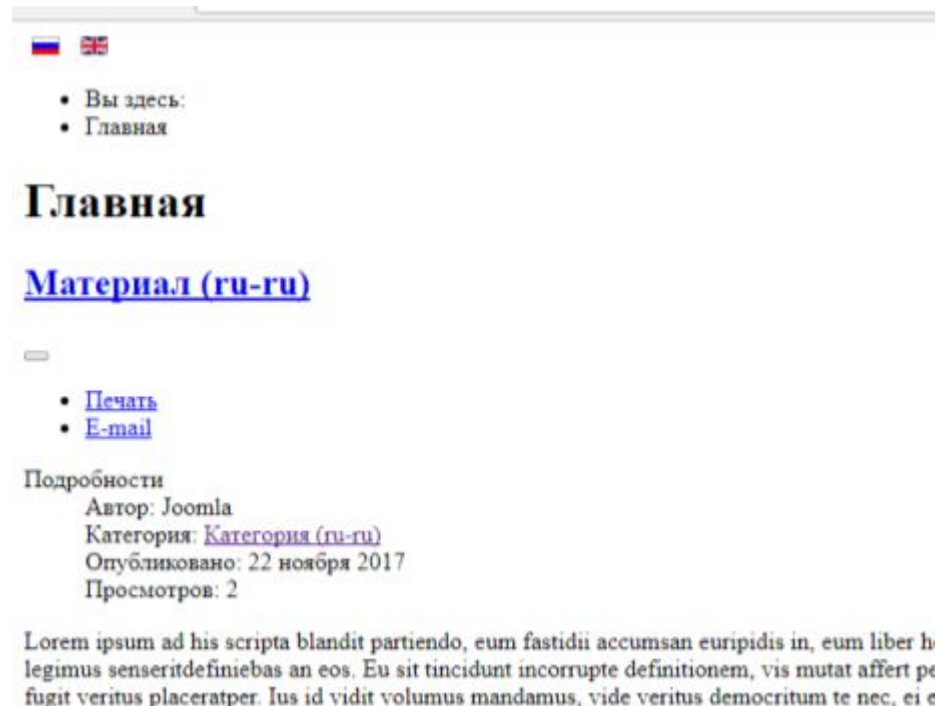 Вы здесь:
Главная
Главная
Материал (ru-ru)
Печать
E-mail
Подробности
Автор: Joomla
Категория: Категория (ru-ru)
Опубликовано: 22 ноября 2017
Просмотров: 2
Lorem ipsum ad his scripta blandit partiendo, eum fastidii accumsan euripidis in, eum liber
legimus senseritdefiniebas an eos. Eu sit tincidunt incorrupte definitionem, vis mutat affert
fugit veritus placeratper. Ius id vidit volumus mandamus, vide veritus democritum te nec, ei